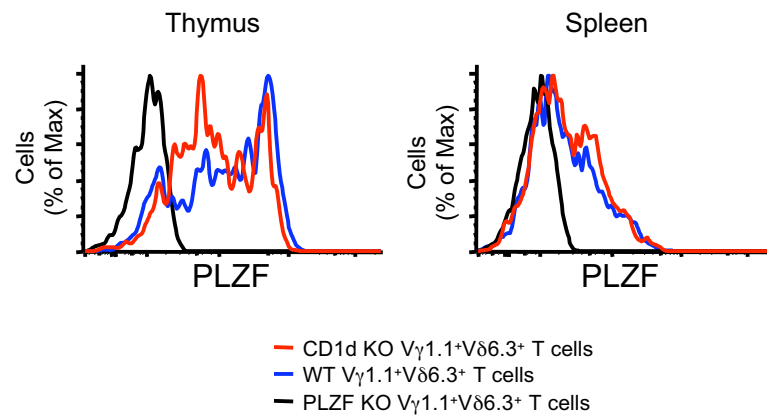 Thymus
Spleen
Cells
(% of Max)
PLZF
Cells
(% of Max)
PLZF
CD1d KO Vγ1.1⁺Vδ6.3⁺ T cells
WT Vγ1.1⁺Vδ6.3⁺ T cells
PLZF KO Vγ1.1⁺Vδ6.3⁺ T cells